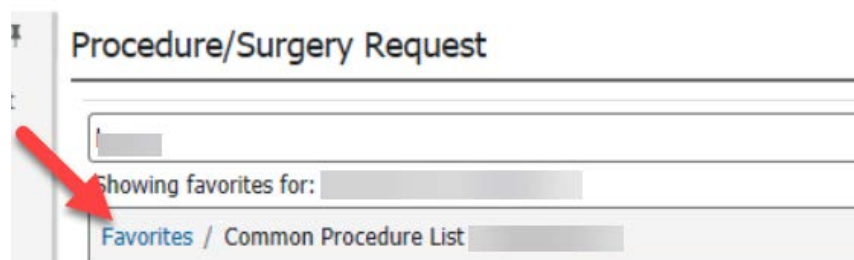 Procedure/Surgery Request
Showing favorites for:
Favorites / Common Procedure List